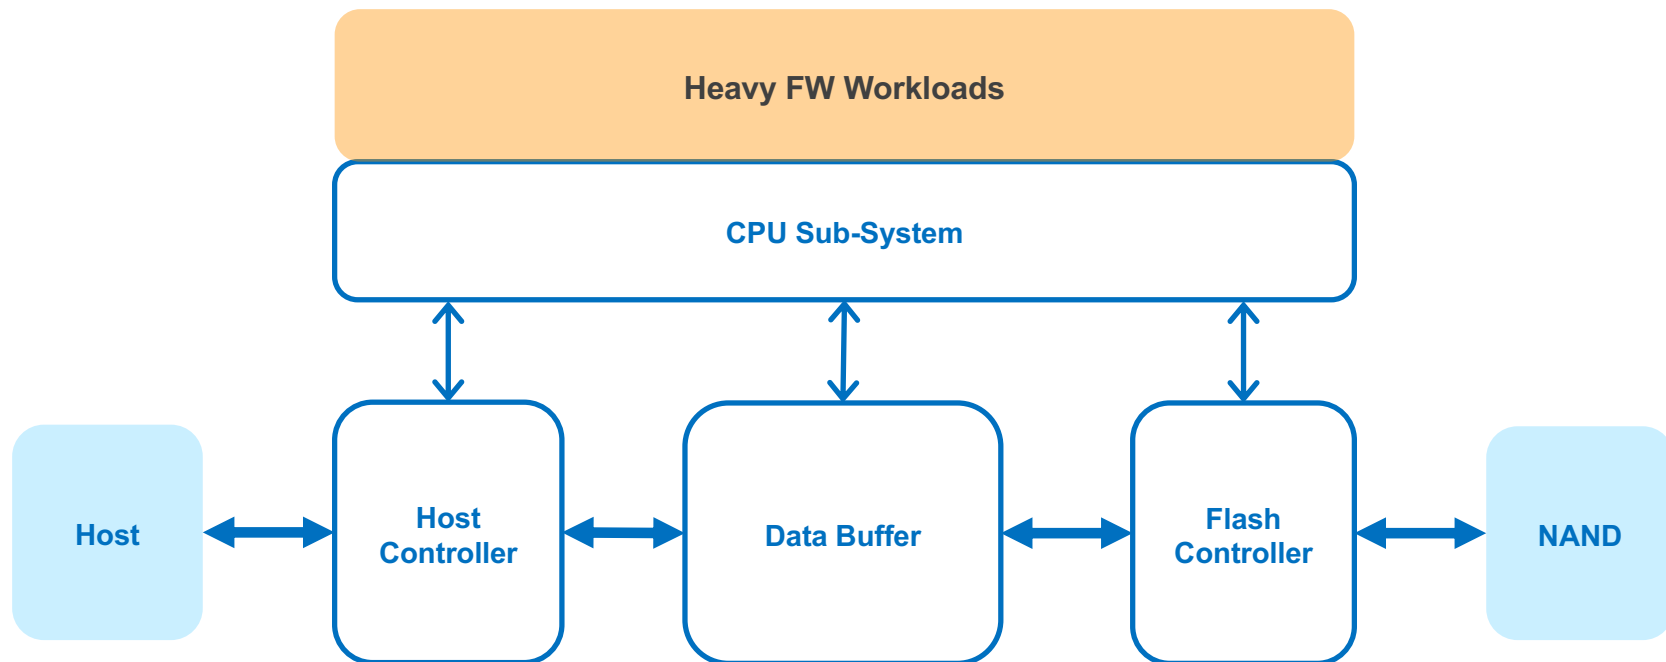 Heavy FW Workloads
CPU Sub-System
Host
Host
Controller
Data Buffer
Flash
Controller
NAND